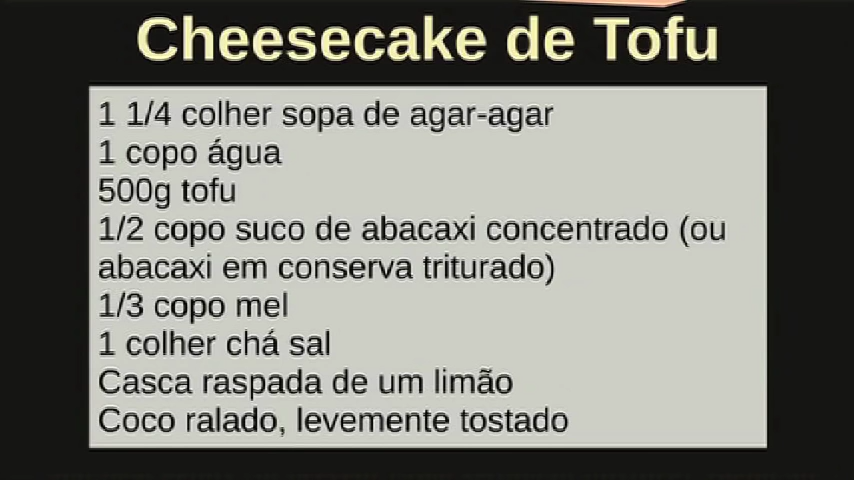 Cheesecake de Tofu
1 1/4 colher sopa de agar-agar
1 copo água
500g tofu
1/2 copo suco de abacaxi concentrado (ou
abacaxi em conserva triturado)
1/3 copo mel
1 colher chá sal
Casca raspada de um limão
Coco ralado, levemente tostado